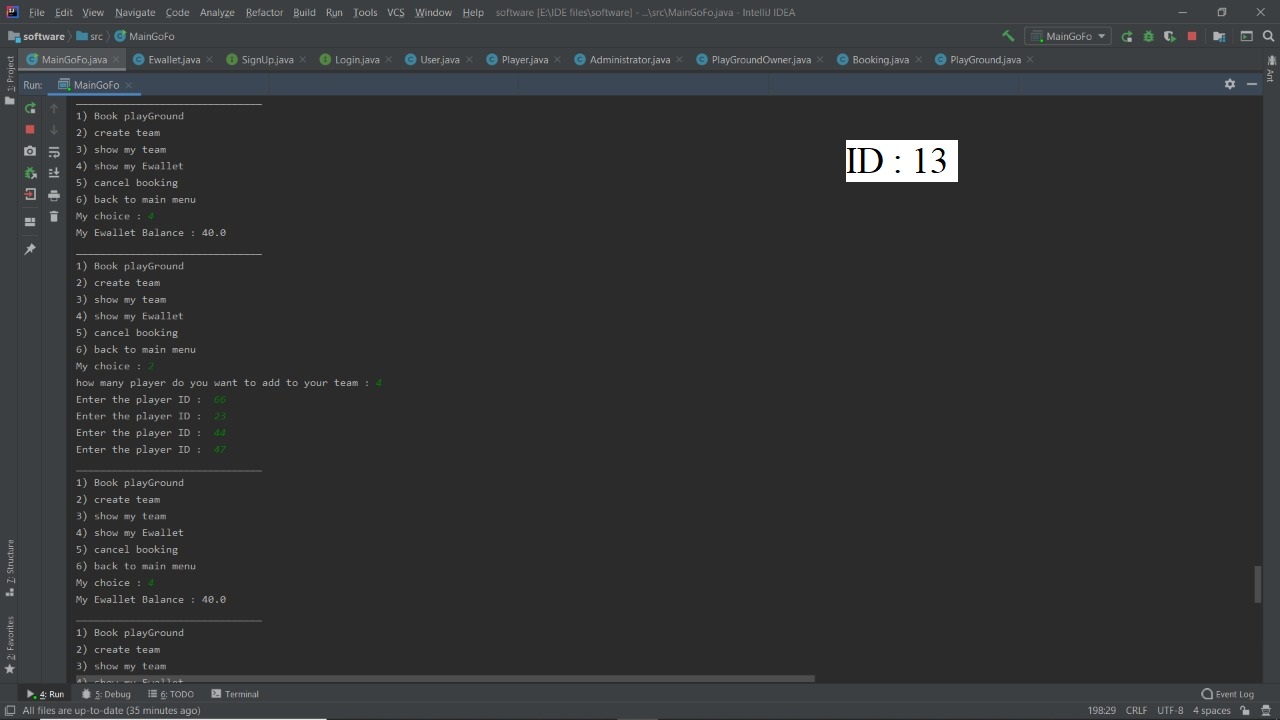 File Edit View Navigate Code Analyze Refactor Build Run Tools VCS Window Help software [E:\IDE files\software] - ...\src\MainGoFo.java - IntelliJ IDEA
software src MainGoFo MainGoFo
MainGoFo.java Ewallet.java SignUp.java Login.java User.java Player.java Administrator.java PlayGroundOwner.java Booking.java PlayGround.java
1: Project
Ant
Run: MainGoFo
1) Book playGround
2) create team
3) show my team
4) show my Ewallet
5) cancel booking
6) back to main menu
My choice : 4
My Ewallet Balance : 40.0
ID : 13
1) Book playGround
2) create team
3) show my team
4) show my Ewallet
5) cancel booking
6) back to main menu
My choice : 2
how many player do you want to add to your team : 4
Enter the player ID : 66
Enter the player ID : 23
Enter the player ID : 44
Enter the player ID : 47
1) Book playGround
2) create team
3) show my team
4) show my Ewallet
5) cancel booking
6) back to main menu
My choice : 4
My Ewallet Balance : 40.0
1) Book playGround
2) create team
3) show my team
4) show my Ewallet
7: Structure
2: Favorites
4: Run 5: Debug 6: TODO Terminal Event Log
All files are up-to-date (35 minutes ago) 198:29 CRLF UTF-8 4 spaces